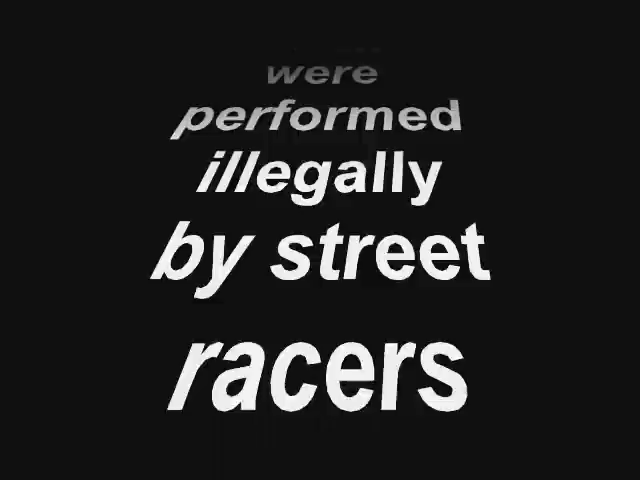 were
performed
illegally
by street
racers